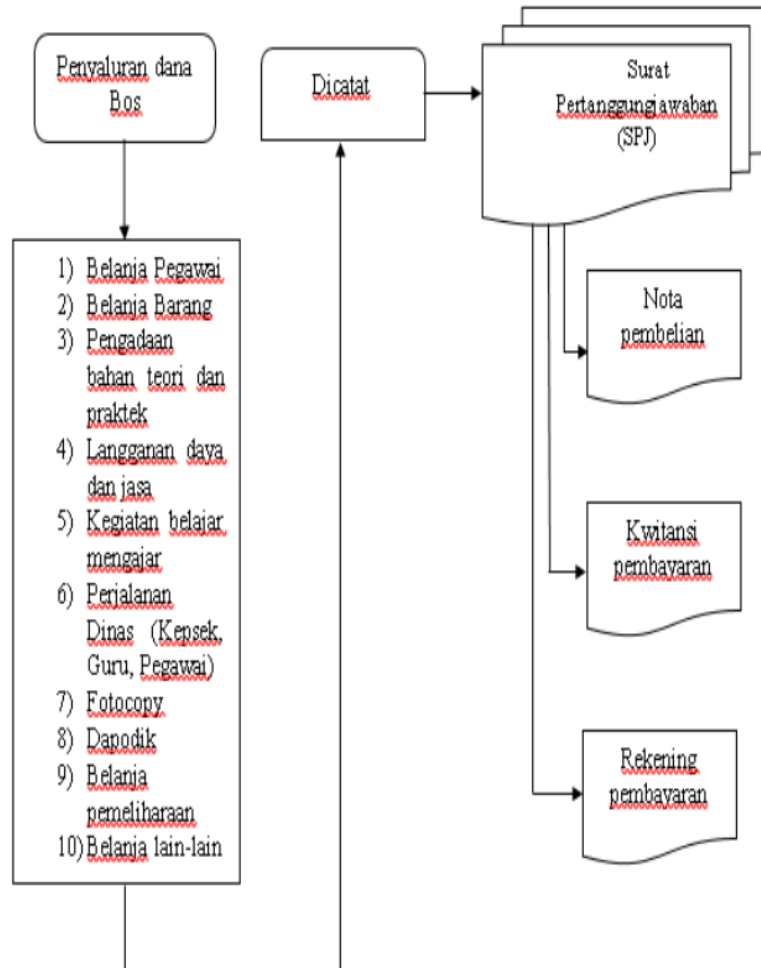 Penyaluran dana
Bos
1) Belanja Pegawai
2) Belanja Barang
3) Pengadaan
bahan teori dan
praktek
4) Langganan daya
dan jasa
5) Kegiatan belajar
mengajar
6) Perjalanan
Dinas (Kepsek,
Guru, Pegawai)
7) Fotocopy
8) Dapodik
9) Belanja
pemeliharaan
10) Belanja lain-lain
Dicatat
Surat
Pertanggungjawaban
(SPJ)
Nota
pembelian
Kwitansi
pembayaran
Rekening
pembayaran